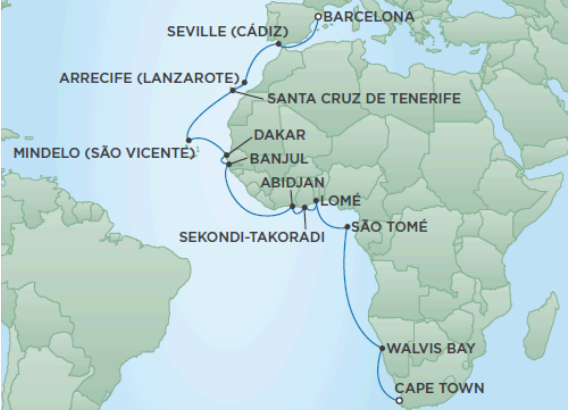 BARCELONA
SEVILLE (CÁDIZ)
ARRECIFE (LANZAROTE)
SANTA CRUZ DE TENERIFE
DAKAR
MINDELO (SÃO VICENTE)
BANJUL
ABIDJAN
LOMÉ
SÃO TOMÉ
SEKONDI-TAKORADI
WALVIS BAY
CAPE TOWN